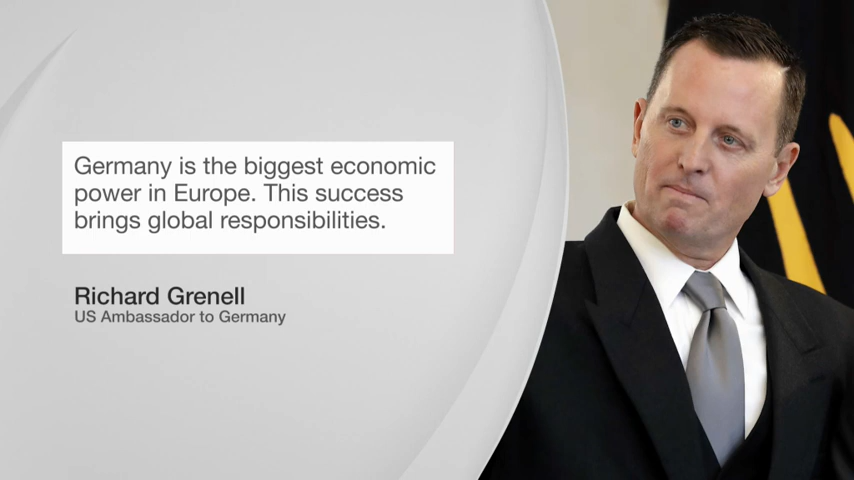 Germany is the biggest economic
power in Europe. This success
brings global responsibilities.
Richard Grenell
US Ambassador to Germany